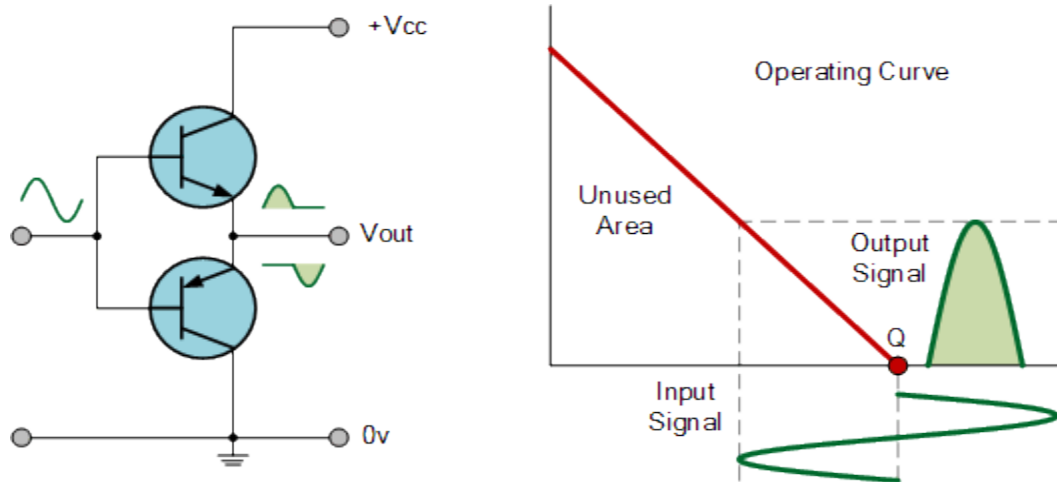 +Vcc
Vout
0v
Operating Curve
Unused
Area
Output
Signal
Q
Input
Signal